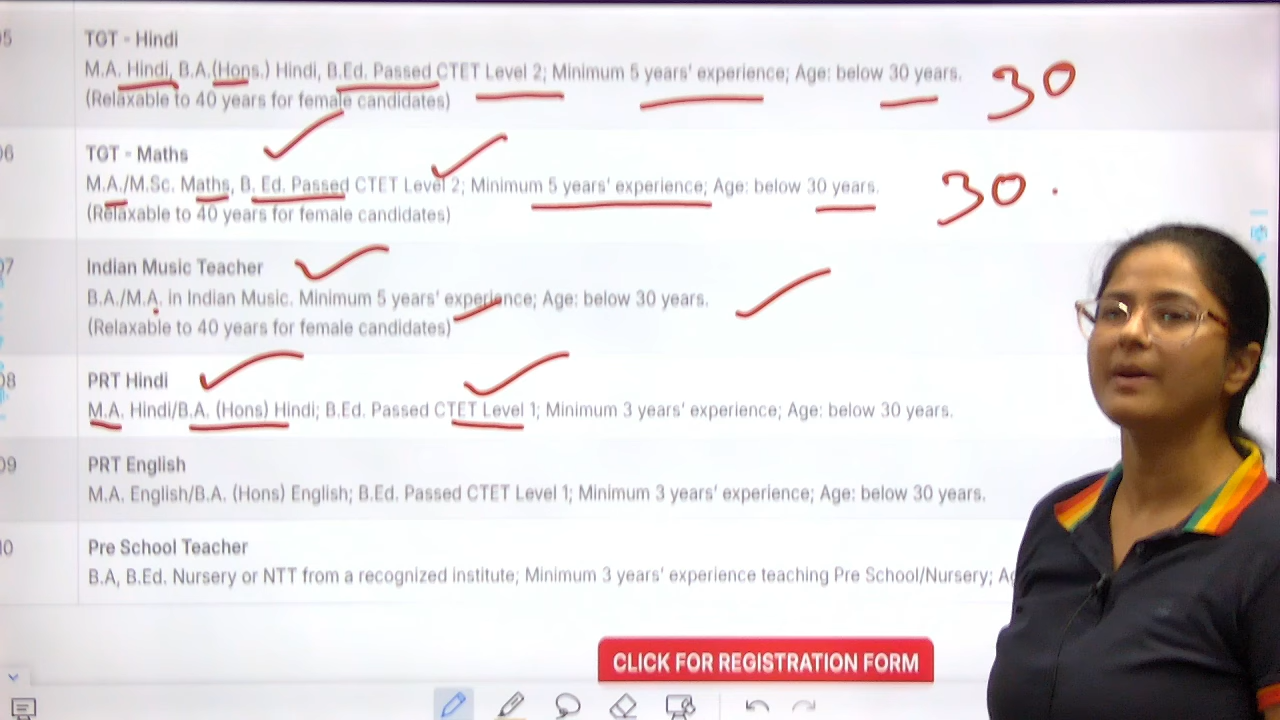 05
TGT - Hindi
M.A. Hindi, B.A.(Hons.) Hindi, B.Ed. Passed CTET Level 2; Minimum 5 years' experience; Age: below 30 years.
(Relaxable to 40 years for female candidates)
30
06
TGT - Maths
M.A./M.Sc. Maths, B. Ed. Passed CTET Level 2; Minimum 5 years' experience; Age: below 30 years.
(Relaxable to 40 years for female candidates)
30.
07
Indian Music Teacher
B.A./M.A. in Indian Music. Minimum 5 years' experience; Age: below 30 years.
(Relaxable to 40 years for female candidates)
08
PRT Hindi
M.A. Hindi/B.A. (Hons) Hindi; B.Ed. Passed CTET Level 1; Minimum 3 years' experience; Age: below 30 years.
09
PRT English
M.A. English/B.A. (Hons) English; B.Ed. Passed CTET Level 1; Minimum 3 years' experience; Age: below 30 years.
10
Pre School Teacher
B.A, B.Ed. Nursery or NTT from a recognized institute; Minimum 3 years' experience teaching Pre School/Nursery;
CLICK FOR REGISTRATION FORM